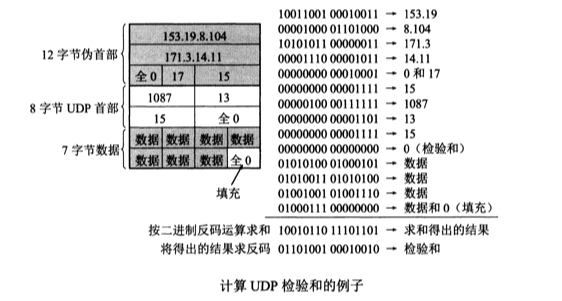 10011001 00010011 → 153.19
00001000 01101000 → 8.104
10101011 00000011 → 171.3
00001110 00001011 → 14.11
00000000 00010001 → 0 和 17
00000000 00001111 → 15
00000100 00111111 → 1087
00000000 00001101 → 13
00000000 00001111 → 15
00000000 00000000 → 0（检验和）
01010100 01000101 → 数据
01010011 01010100 → 数据
01001001 01001110 → 数据
01000111 00000000 → 数据和 0（填充）
12 字节伪首部
153.19.8.104
171.3.14.11
全 0 17 15
8 字节 UDP 首部
1087 13
15 全 0
7 字节数据
数据 数据 数据 数据
数据 数据 数据 全 0
填充
按二进制反码运算求和 10010110 11101101 → 求和得出的结果
将得出的结果求反码 01101001 00010010 → 检验和
计算 UDP 检验和的例子